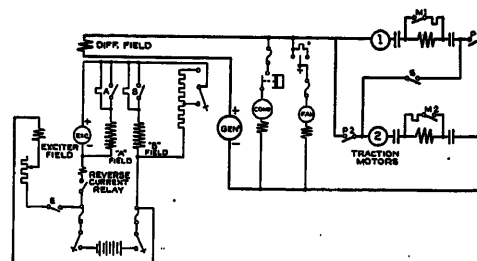 DIFF. FIELD
M1
1
P
A
B
S
+
EXC
−
+
GEN
−
COMP
FAN
P2
2
M2
TRACTION
MOTORS
EXCITER
FIELD
"A"
FIELD
"B"
FIELD
REVERSE
CURRENT
RELAY
E